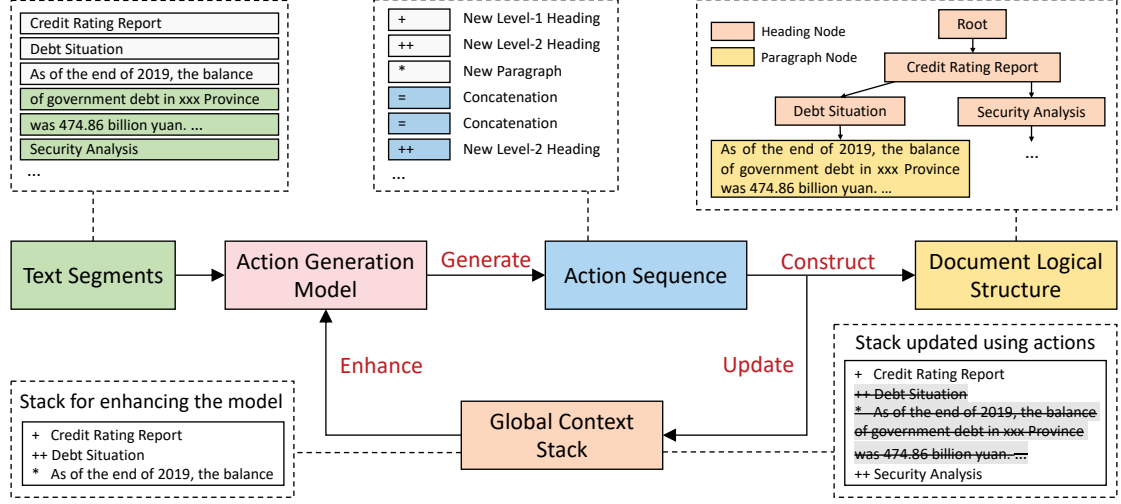 Credit Rating Report
Debt Situation
As of the end of 2019, the balance
of government debt in xxx Province
was 474.86 billion yuan. ...
Security Analysis
...
+ New Level-1 Heading
++ New Level-2 Heading
* New Paragraph
= Concatenation
= Concatenation
++ New Level-2 Heading
...
Heading Node
Paragraph Node
Root
Credit Rating Report
Debt Situation
Security Analysis
As of the end of 2019, the balance
of government debt in xxx Province
was 474.86 billion yuan. ...
...
Text Segments
Action Generation
Model
Generate
Action Sequence
Construct
Document Logical
Structure
Enhance
Update
Stack for enhancing the model
+ Credit Rating Report
++ Debt Situation
* As of the end of 2019, the balance
Global Context
Stack
Stack updated using actions
+ Credit Rating Report
++ Debt Situation
* As of the end of 2019, the balance
of government debt in xxx Province
was 474.86 billion yuan. ...
++ Security Analysis